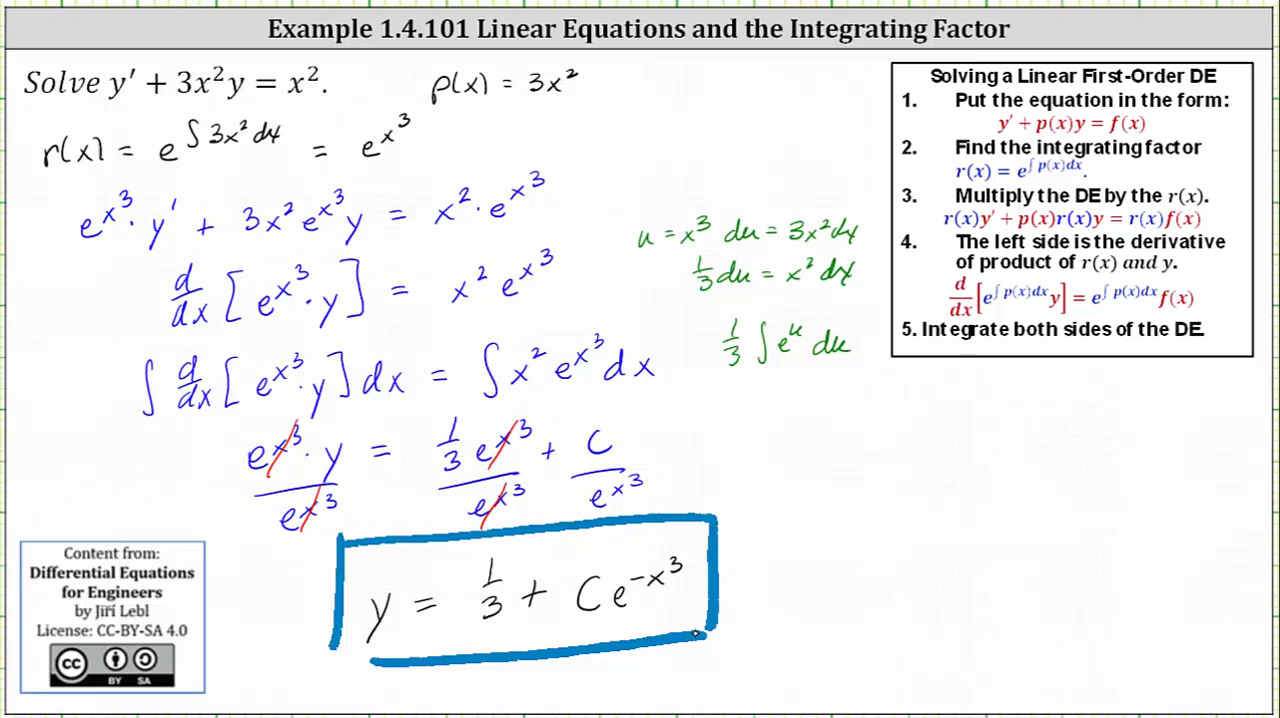 Example 1.4.101 Linear Equations and the Integrating Factor
Solve y′ + 3x²y = x².
p(x) = 3x²
r(x) = e^∫3x²dx = e^x³
e^x³ · y' + 3x² e^x³ y = x² · e^x³
d/dx [e^x³ · y] = x² e^x³
∫ d/dx [e^x³ · y] dx = ∫ x² e^x³ dx
e^x³ · y / e^x³ = 1/3 e^x³ / e^x³ + C / e^x³
y = 1/3 + C e^-x³
u = x³ du = 3x² dx
1/3 du = x² dx
1/3 ∫ e^u du
Solving a Linear First-Order DE
1. Put the equation in the form:
y′ + p(x)y = f(x)
2. Find the integrating factor
r(x) = e^∫ p(x)dx.
3. Multiply the DE by the r(x).
r(x)y′ + p(x)r(x)y = r(x)f(x)
4. The left side is the derivative
of product of r(x) and y.
d/dx [e^∫ p(x)dx y] = e^∫ p(x)dx f(x)
5. Integrate both sides of the DE.
Content from:
Differential Equations
for Engineers
by Jiří Lebl
License: CC-BY-SA 4.0
cc
BY SA